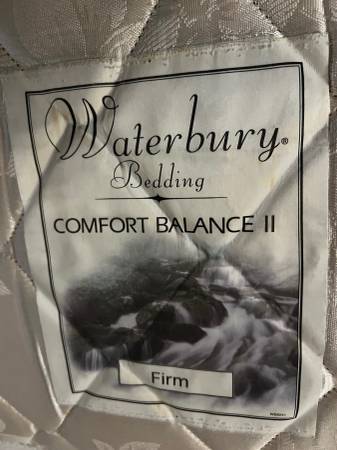 Waterbury®
Bedding
COMFORT BALANCE II
Firm